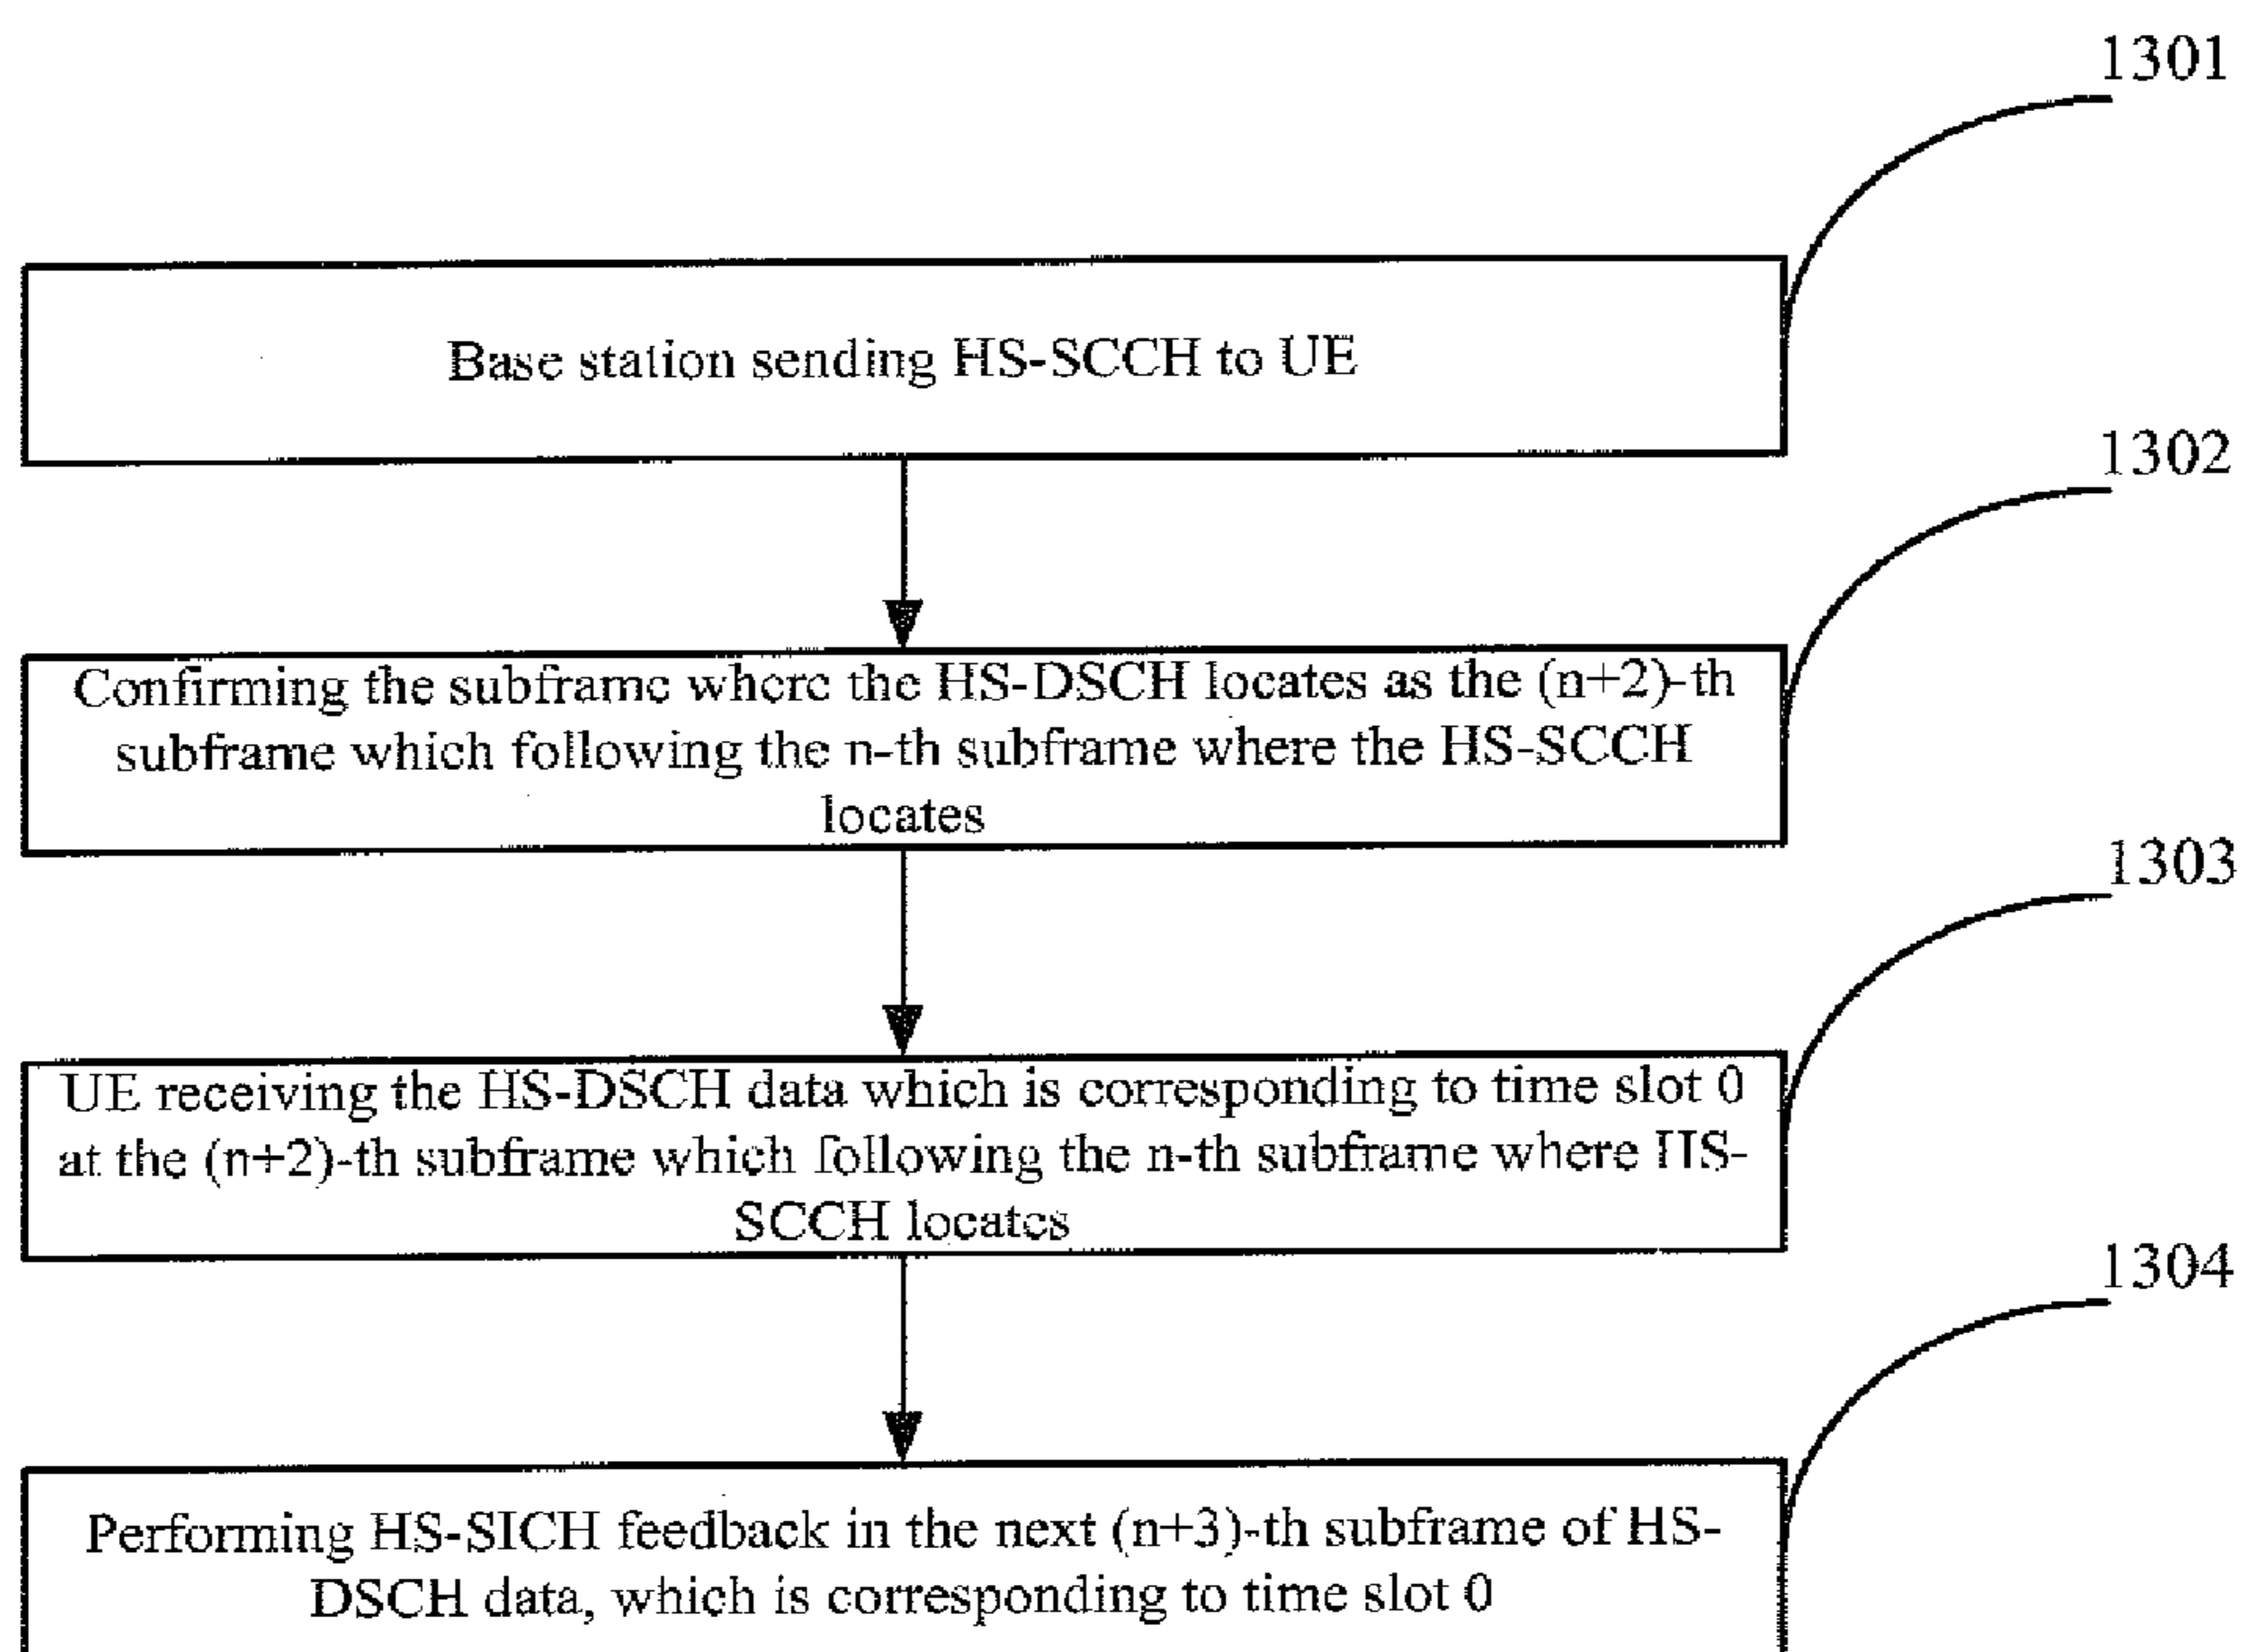 1301
Base station sending HS-SCCH to UE
1302
Confirming the subframe where the HS-DSCH locates as the (n+2)-th
subframe which following the n-th subframe where the HS-SCCH
locates
1303
UE receiving the HS-DSCH data which is corresponding to time slot 0
at the (n+2)-th subframe which following the n-th subframe where HS-
SCCH locates
1304
Performing HS-SICH feedback in the next (n+3)-th subframe of HS-
DSCH data, which is corresponding to time slot 0